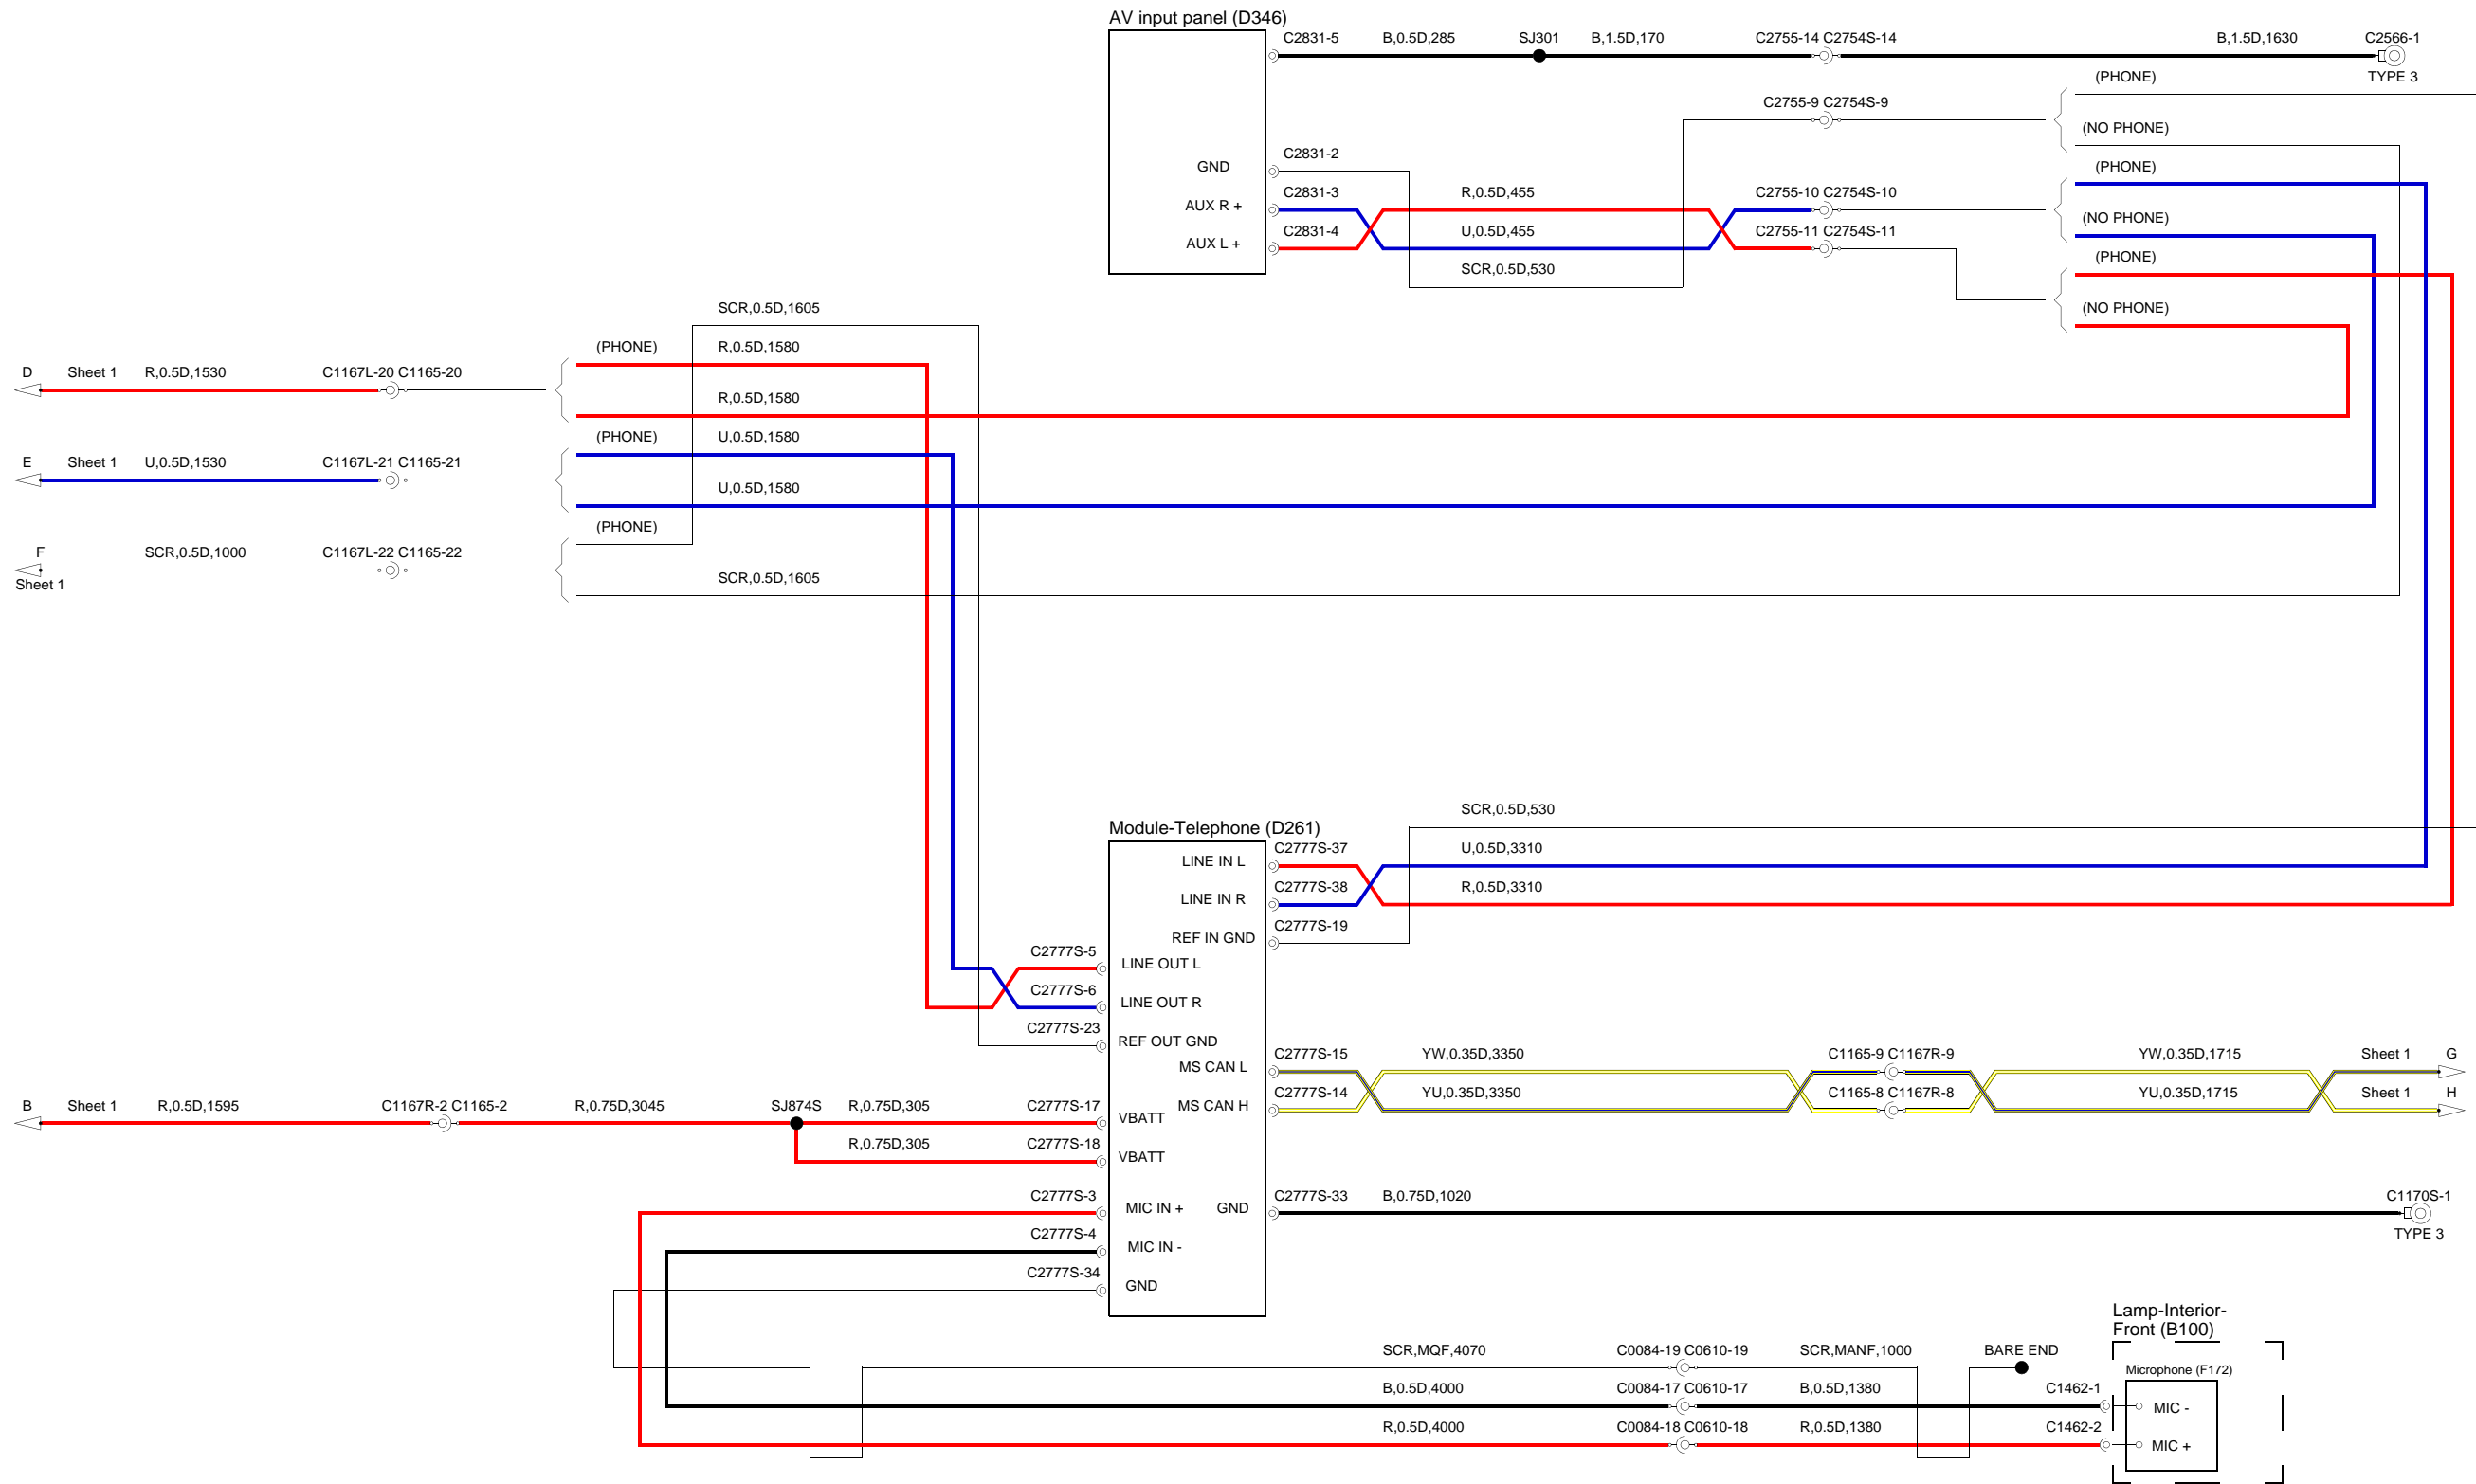 AV input panel (D346)
C2831-5 B,0.5D,285 SJ301 B,1.5D,170 C2755-14 C2754S-14 B,1.5D,1630 C2566-1
TYPE 3
(PHONE)
C2755-9 C2754S-9
(NO PHONE)
C2831-2
GND
(PHONE)
C2831-3 R,0.5D,455 C2755-10 C2754S-10
AUX R +
(NO PHONE)
C2831-4 U,0.5D,455 C2755-11 C2754S-11
AUX L +
(PHONE)
SCR,0.5D,530
(NO PHONE)
SCR,0.5D,1605
(PHONE) R,0.5D,1580
D Sheet 1 R,0.5D,1530 C1167L-20 C1165-20
R,0.5D,1580
(PHONE) U,0.5D,1580
E Sheet 1 U,0.5D,1530 C1167L-21 C1165-21
U,0.5D,1580
(PHONE)
F SCR,0.5D,1000 C1167L-22 C1165-22
Sheet 1
SCR,0.5D,1605
SCR,0.5D,530
Module-Telephone (D261)
C2777S-37 U,0.5D,3310
LINE IN L
C2777S-38 R,0.5D,3310
LINE IN R
C2777S-19
REF IN GND
C2777S-5
LINE OUT L
C2777S-6
LINE OUT R
C2777S-23
REF OUT GND
C2777S-15 YW,0.35D,3350 C1165-9 C1167R-9 YW,0.35D,1715 Sheet 1 G
MS CAN L
C2777S-14 YU,0.35D,3350 C1165-8 C1167R-8 YU,0.35D,1715 Sheet 1 H
MS CAN H
B Sheet 1 R,0.5D,1595 C1167R-2 C1165-2 R,0.75D,3045 SJ874S R,0.75D,305 C2777S-17
VBATT
R,0.75D,305 C2777S-18
VBATT
C2777S-3 C2777S-33 B,0.75D,1020 C1170S-1
MIC IN + GND
TYPE 3
C2777S-4
MIC IN -
C2777S-34
GND
Lamp-Interior-
Front (B100)
SCR,MQF,4070 C0084-19 C0610-19 SCR,MANF,1000 BARE END
Microphone (F172)
B,0.5D,4000 C0084-17 C0610-17 B,0.5D,1380 C1462-1
MIC -
R,0.5D,4000 C0084-18 C0610-18 R,0.5D,1380 C1462-2
MIC +